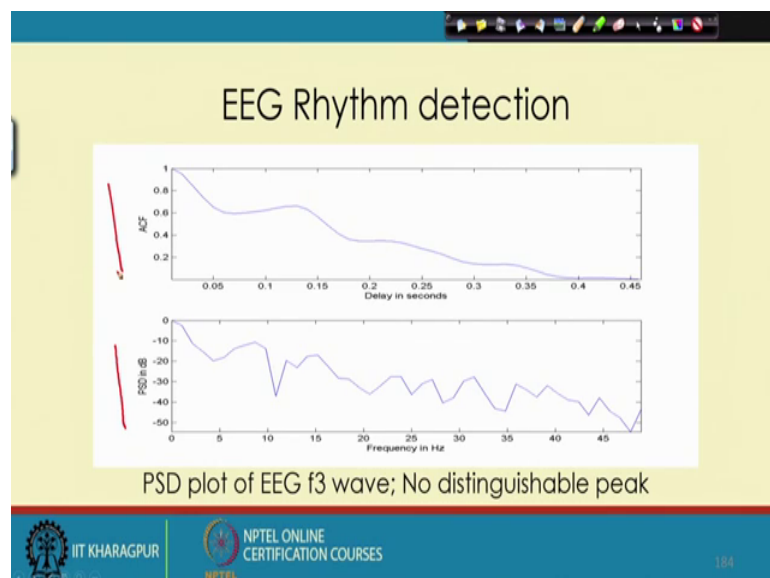 EEG Rhythm detection
1
0.8
0.6
0.4
0.2
ACF
0.05 0.1 0.15 0.2 0.25 0.3 0.35 0.4 0.45
Delay in seconds
0
-10
-20
-30
-40
-50
PSD in dB
0 5 10 15 20 25 30 35 40 45
Frequency in Hz
PSD plot of EEG f3 wave; No distinguishable peak
IIT KHARAGPUR
NPTEL ONLINE
CERTIFICATION COURSES
NPTEL
184